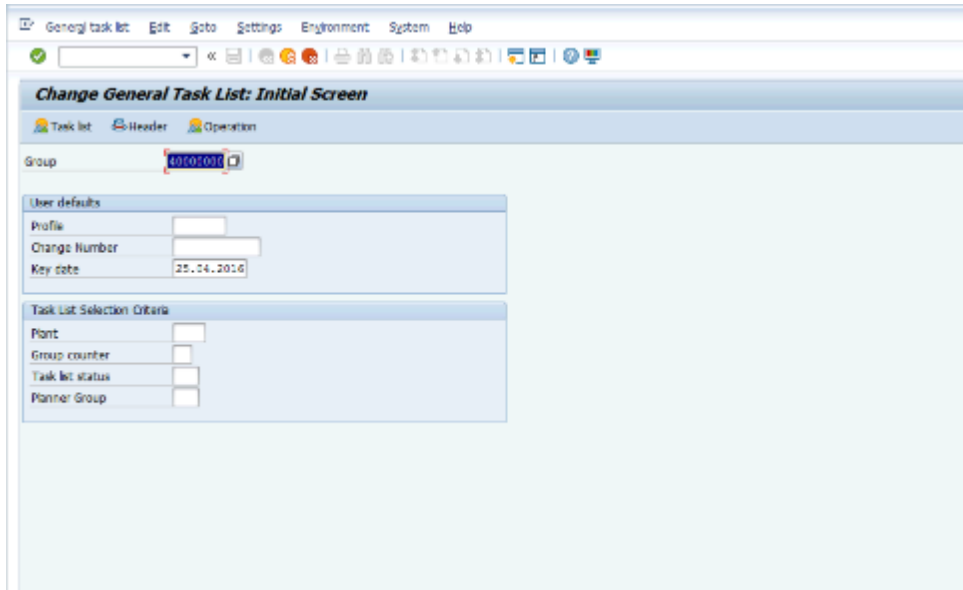 General task list Edit Goto Settings Environment System Help
Change General Task List: Initial Screen
Task list Header Operation
Group 40000000
User defaults
Profile
Change Number
Key date 25.04.2016
Task List Selection Criteria
Plant
Group counter
Task list status
Planner Group